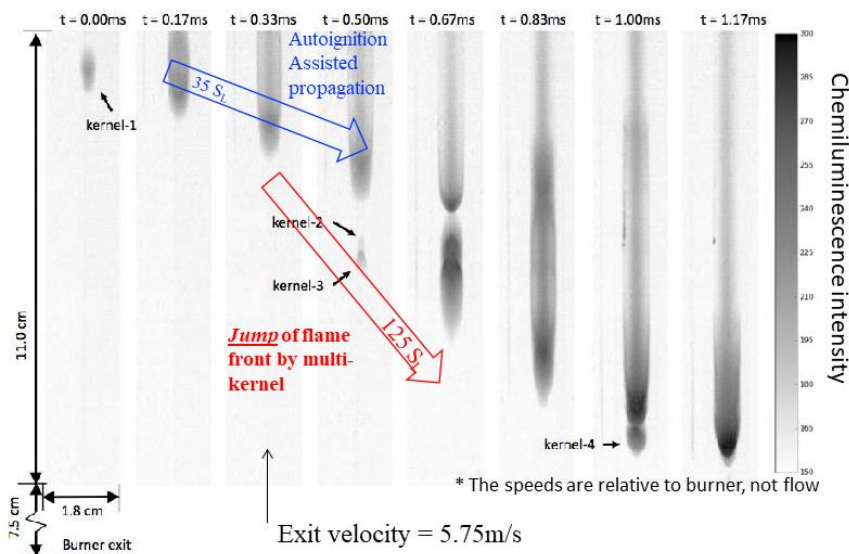 t = 0.00ms t = 0.17ms t = 0.33ms t = 0.50ms t = 0.67ms t = 0.83ms t = 1.00ms t = 1.17ms
Autoignition
Assisted
propagation
35 SL
kernel-1
kernel-2
kernel-3
125 SL
Jump of flame
front by multi-
kernel
kernel-4
11.0 cm
1.8 cm
7.5 cm
Burner exit
* The speeds are relative to burner, not flow
Exit velocity = 5.75m/s
300
285
270
255
240
225
210
195
180
165
150
Chemiluminescence intensity